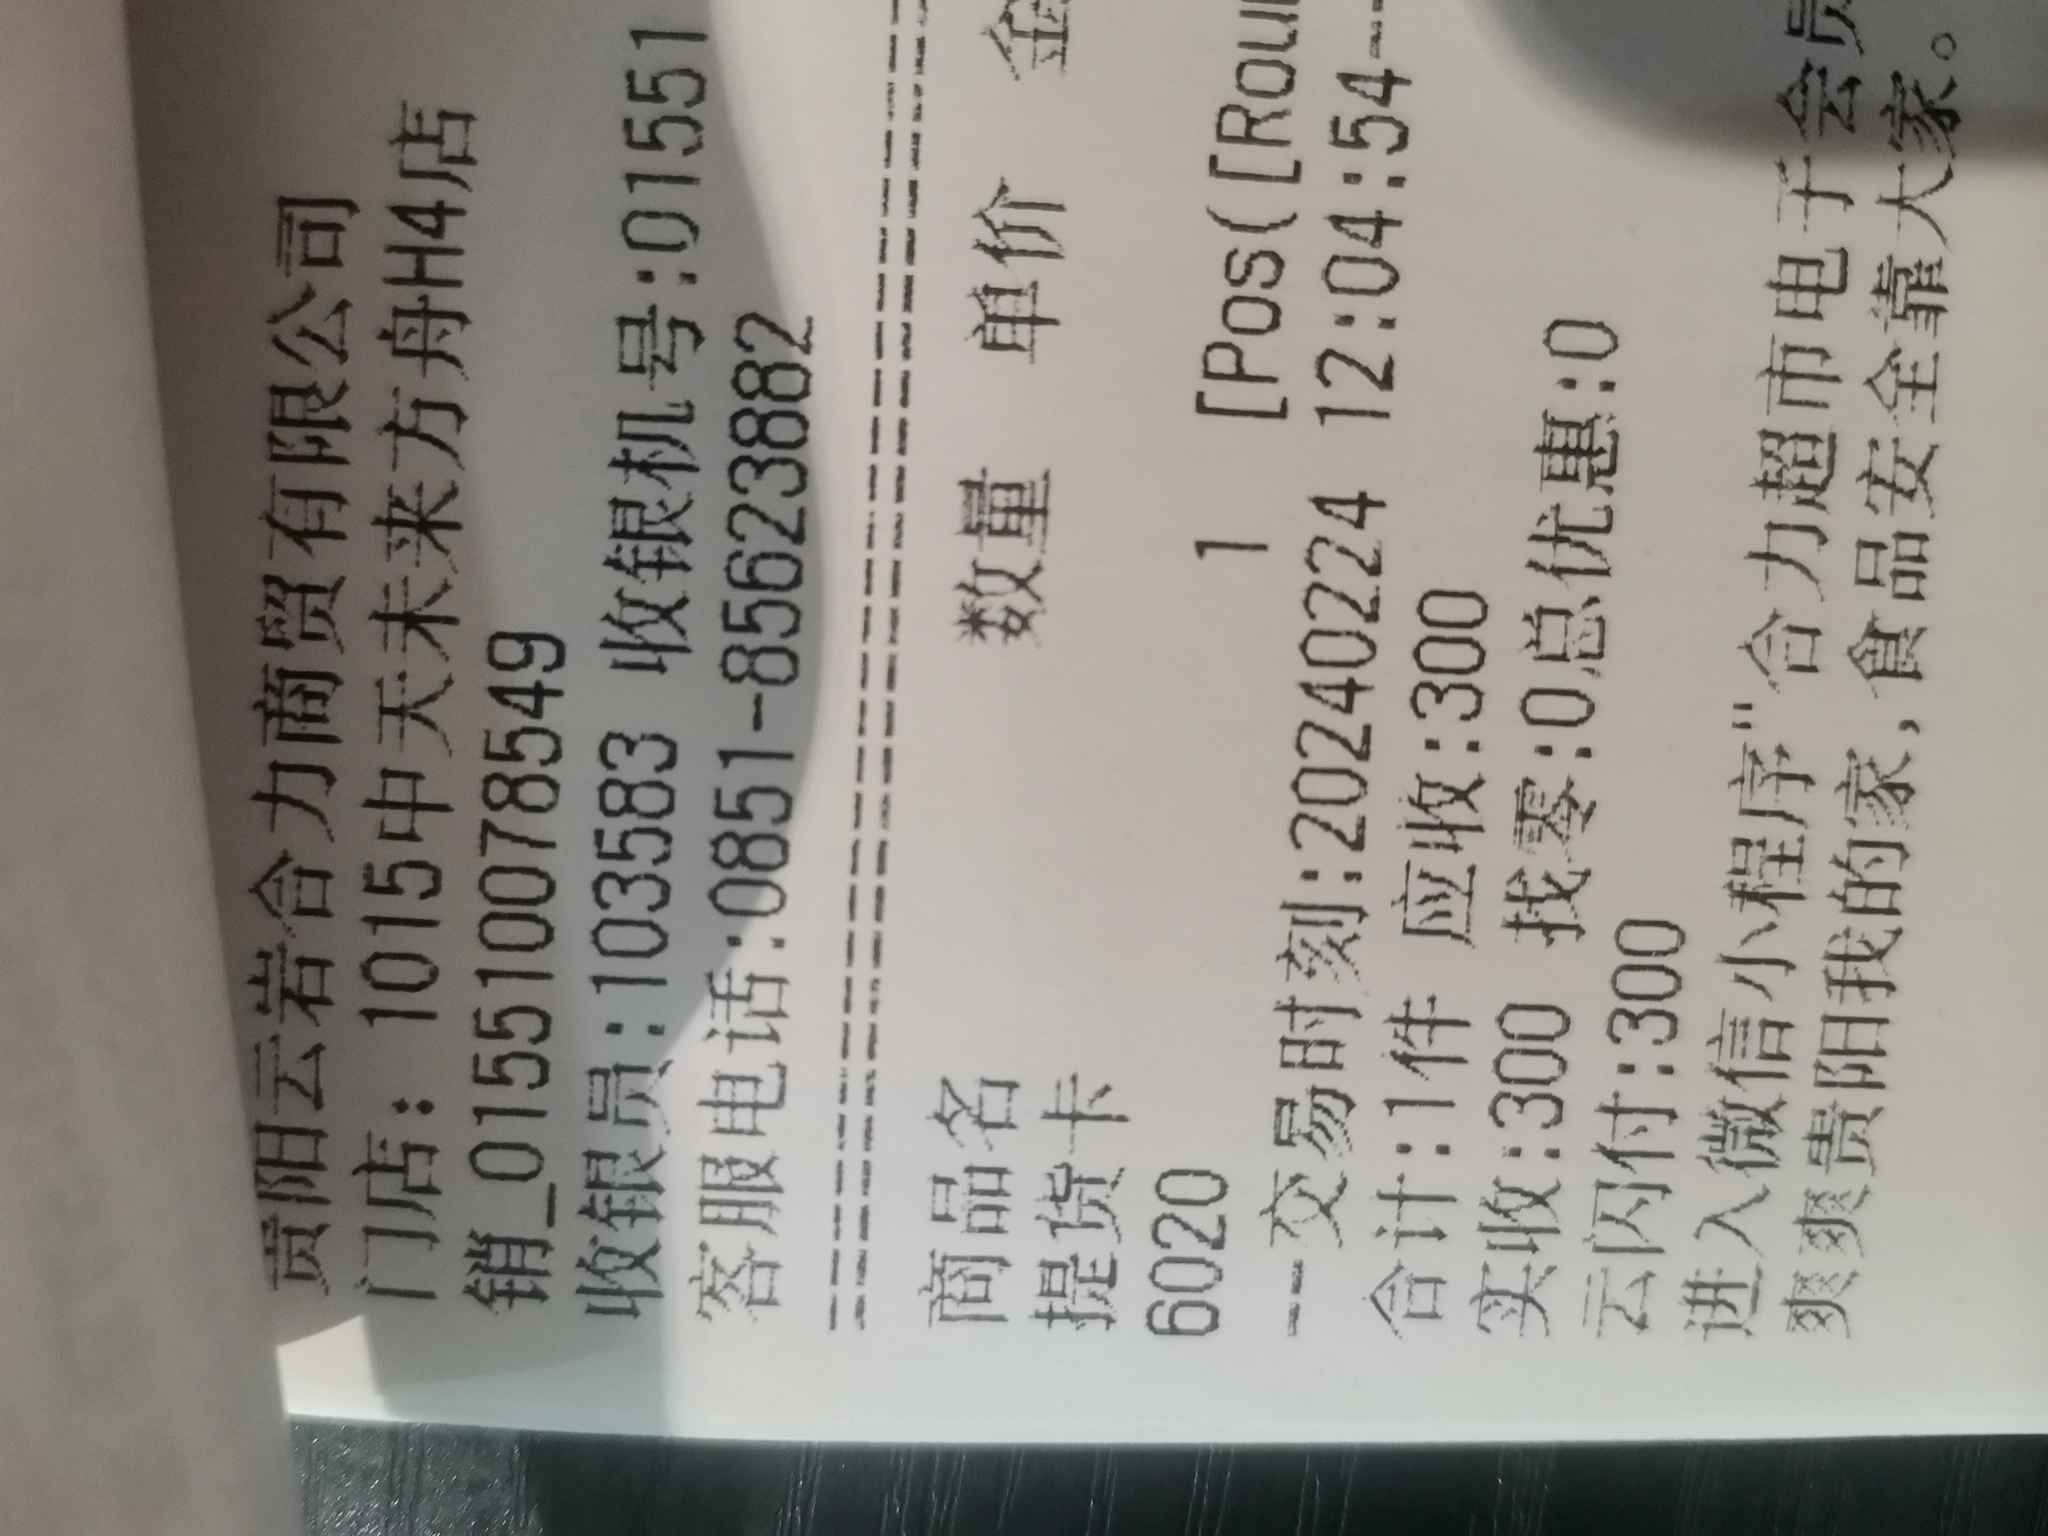 贵阳云岩合力商贸有限公司
门店: 1015中天未来方舟H4店
销_015510078549
收银员:103583 收银机号:01551
客服电话:0851-85623882
商品名 数量 单价 金
提货卡
6020 1 [Pos([Rou
--交易时刻:20240224 12:04:54--
合计:1件 应收:300
实收:300 找零:0总优惠:0
云闪付:300
进入微信小程序"合力超市电子会员
爽爽贵阳我的家,食品安全靠大家。